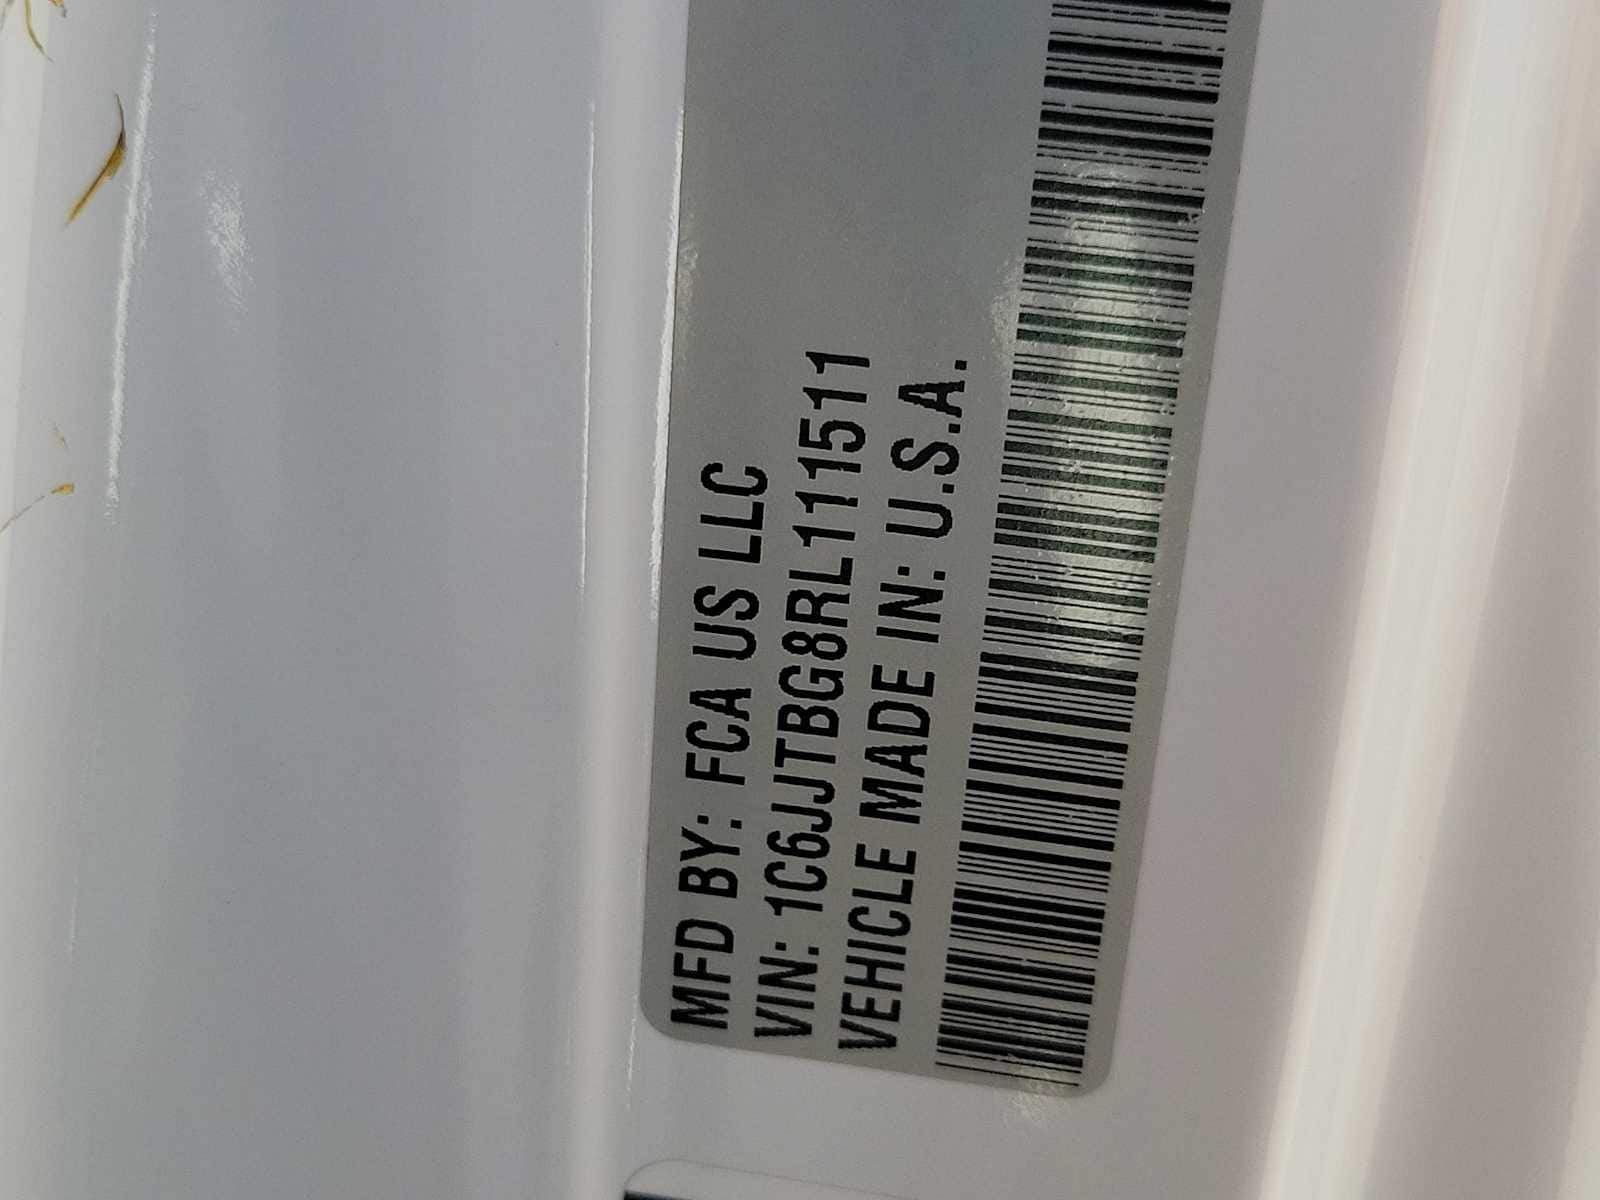 MFD BY: FCA US LLC
VIN: 1C6JJTBG8RL111511
VEHICLE MADE IN: U.S.A.